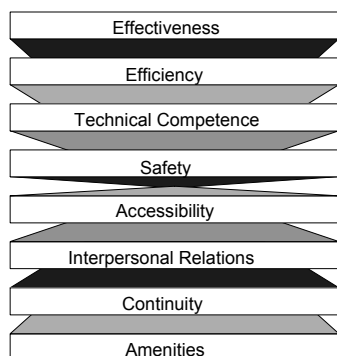 Effectiveness
Efficiency
Technical Competence
Safety
Accessibility
Interpersonal Relations
Continuity
Amenities